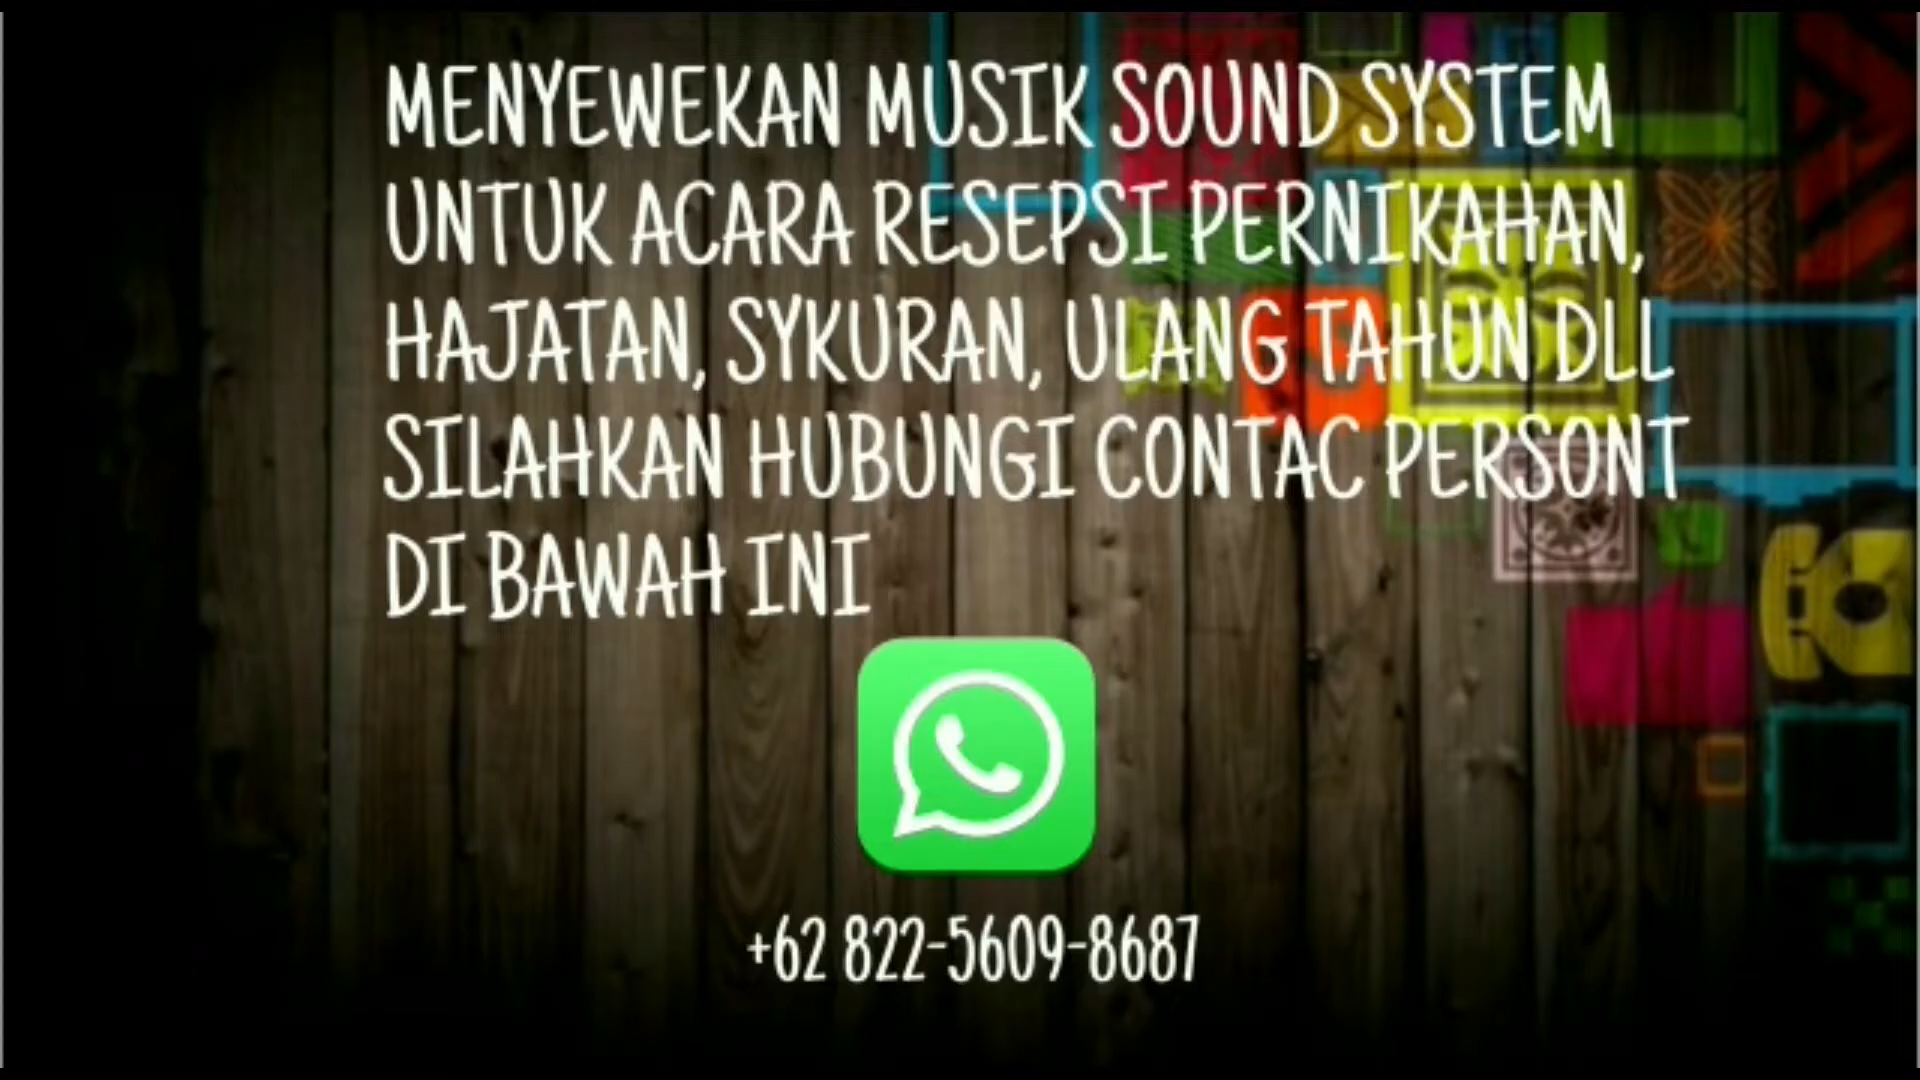 MENYEWEKAN MUSIK SOUND SYSTEM
UNTUK ACARA RESEPSI PERNIKAHAN,
HAJATAN, SYKURAN, ULANG TAHUN DLL
SILAHKAN HUBUNGI CONTAC PERSONT
DI BAWAH INI
+62 822-5609-8687